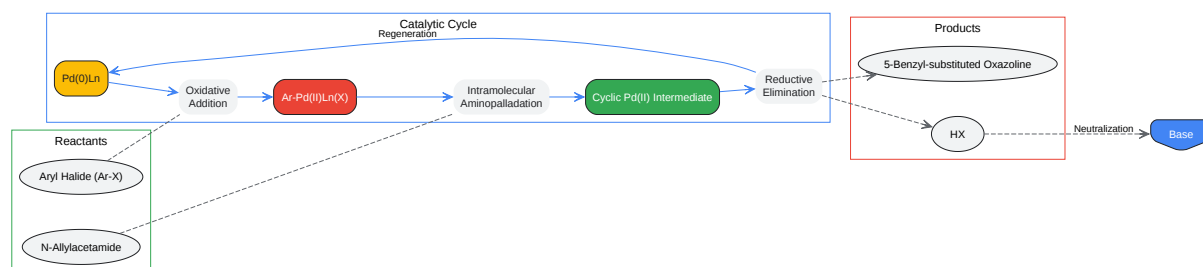 Catalytic Cycle
Regeneration
Pd(0)Ln
Oxidative
Addition
Ar-Pd(II)Ln(X)
Intramolecular
Aminopalladation
Cyclic Pd(II) Intermediate
Reductive
Elimination
Products
5-Benzyl-substituted Oxazoline
HX
Neutralization
Base
Reactants
Aryl Halide (Ar-X)
N-Allylacetamide